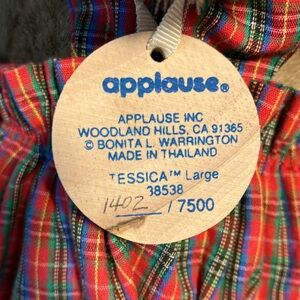 applause®
APPLAUSE INC
WOODLAND HILLS, CA 91365
© BONITA L. WARRINGTON
MADE IN THAILAND
TESSICA™ Large
38538
1402 / 7500